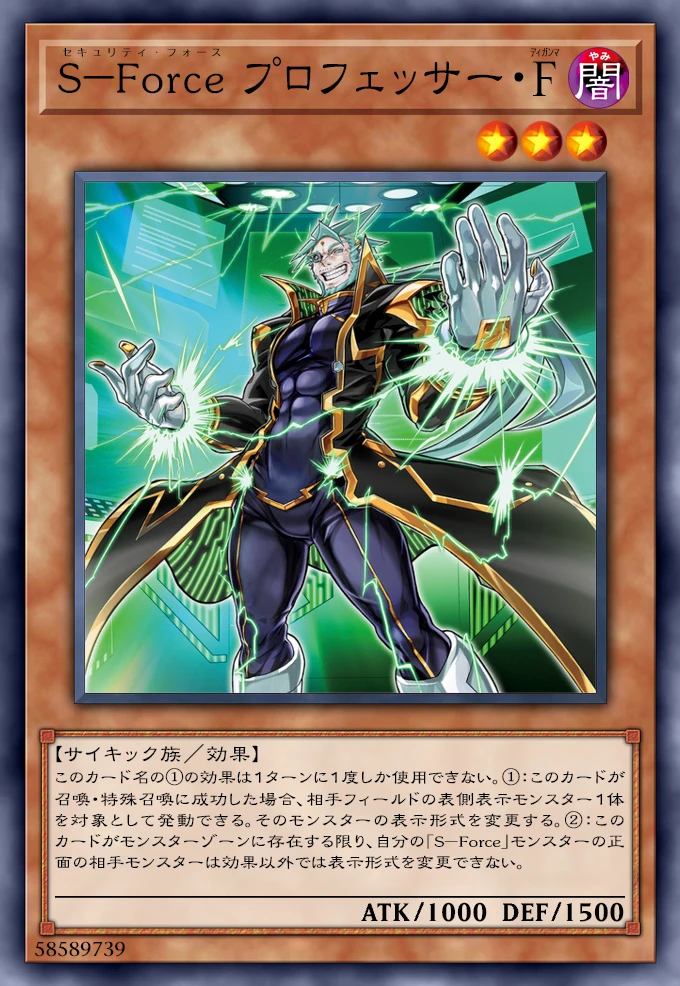 セキュリティ・フォース ディガンマ
S－Force プロフェッサー・Ϝ
やみ
闇
【サイキック族／効果】
このカード名の①の効果は１ターンに１度しか使用できない。①：このカードが
召喚・特殊召喚に成功した場合、相手フィールドの表側表示モンスター１体
を対象として発動できる。そのモンスターの表示形式を変更する。②：この
カードがモンスターゾーンに存在する限り、自分の「S－Force」モンスターの正
面の相手モンスターは効果以外では表示形式を変更できない。
ATK/1000 DEF/1500
58589739